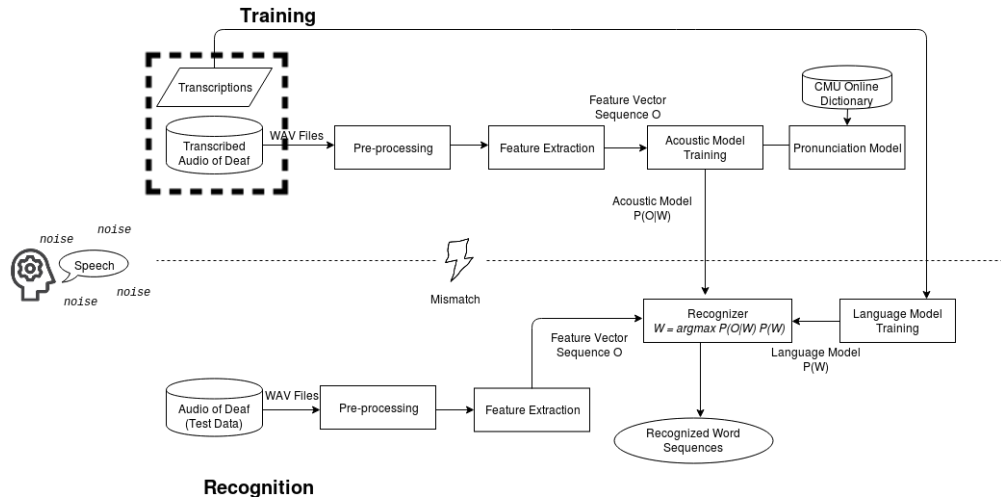 Training
Transcriptions
CMU Online
Dictionary
Feature Vector
Sequence O
WAV Files
Transcribed
Audio of Deaf
Pre-processing
Feature Extraction
Acoustic Model
Training
Pronunciation Model
Acoustic Model
P(O|W)
noise
noise
Speech
noise
noise
Mismatch
Recognizer
W = argmax P(O|W) P(W)
Language Model
Training
Feature Vector
Sequence O
Language Model
P(W)
WAV Files
Audio of Deaf
(Test Data)
Pre-processing
Feature Extraction
Recognized Word
Sequences
Recognition